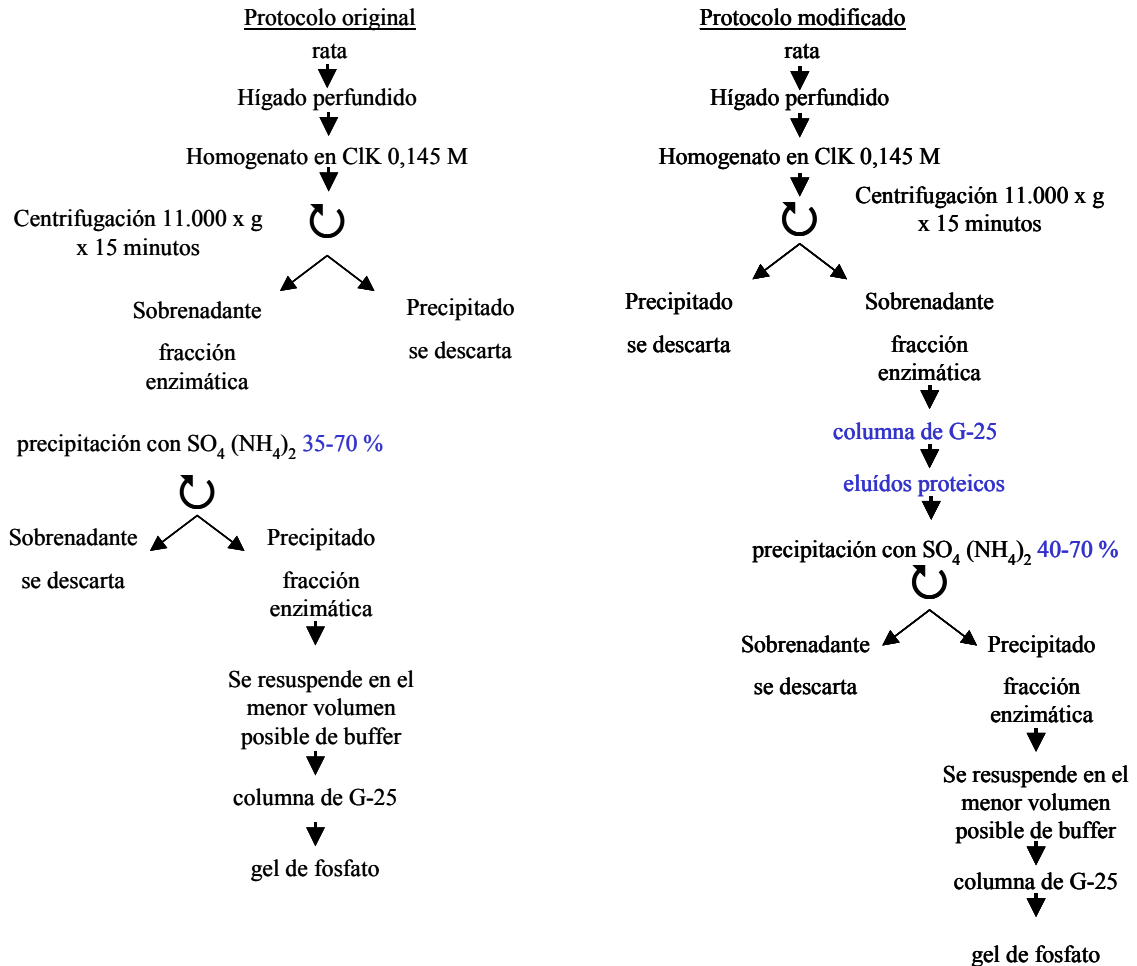 Protocolo original
rata
Hígado perfundido
Homogenato en ClK 0,145 M
Centrifugación 11.000 x g
x 15 minutos
Sobrenadante
fracción
enzimática
Precipitado
se descarta
precipitación con SO4 (NH4)2 35-70 %
Sobrenadante
se descarta
Precipitado
fracción
enzimática
Se resuspende en el
menor volumen
posible de buffer
columna de G-25
gel de fosfato
Protocolo modificado
rata
Hígado perfundido
Homogenato en ClK 0,145 M
Centrifugación 11.000 x g
x 15 minutos
Precipitado
se descarta
Sobrenadante
fracción
enzimática
columna de G-25
eluídos proteicos
precipitación con SO4 (NH4)2 40-70 %
Sobrenadante
se descarta
Precipitado
fracción
enzimática
Se resuspende en el
menor volumen
posible de buffer
columna de G-25
gel de fosfato